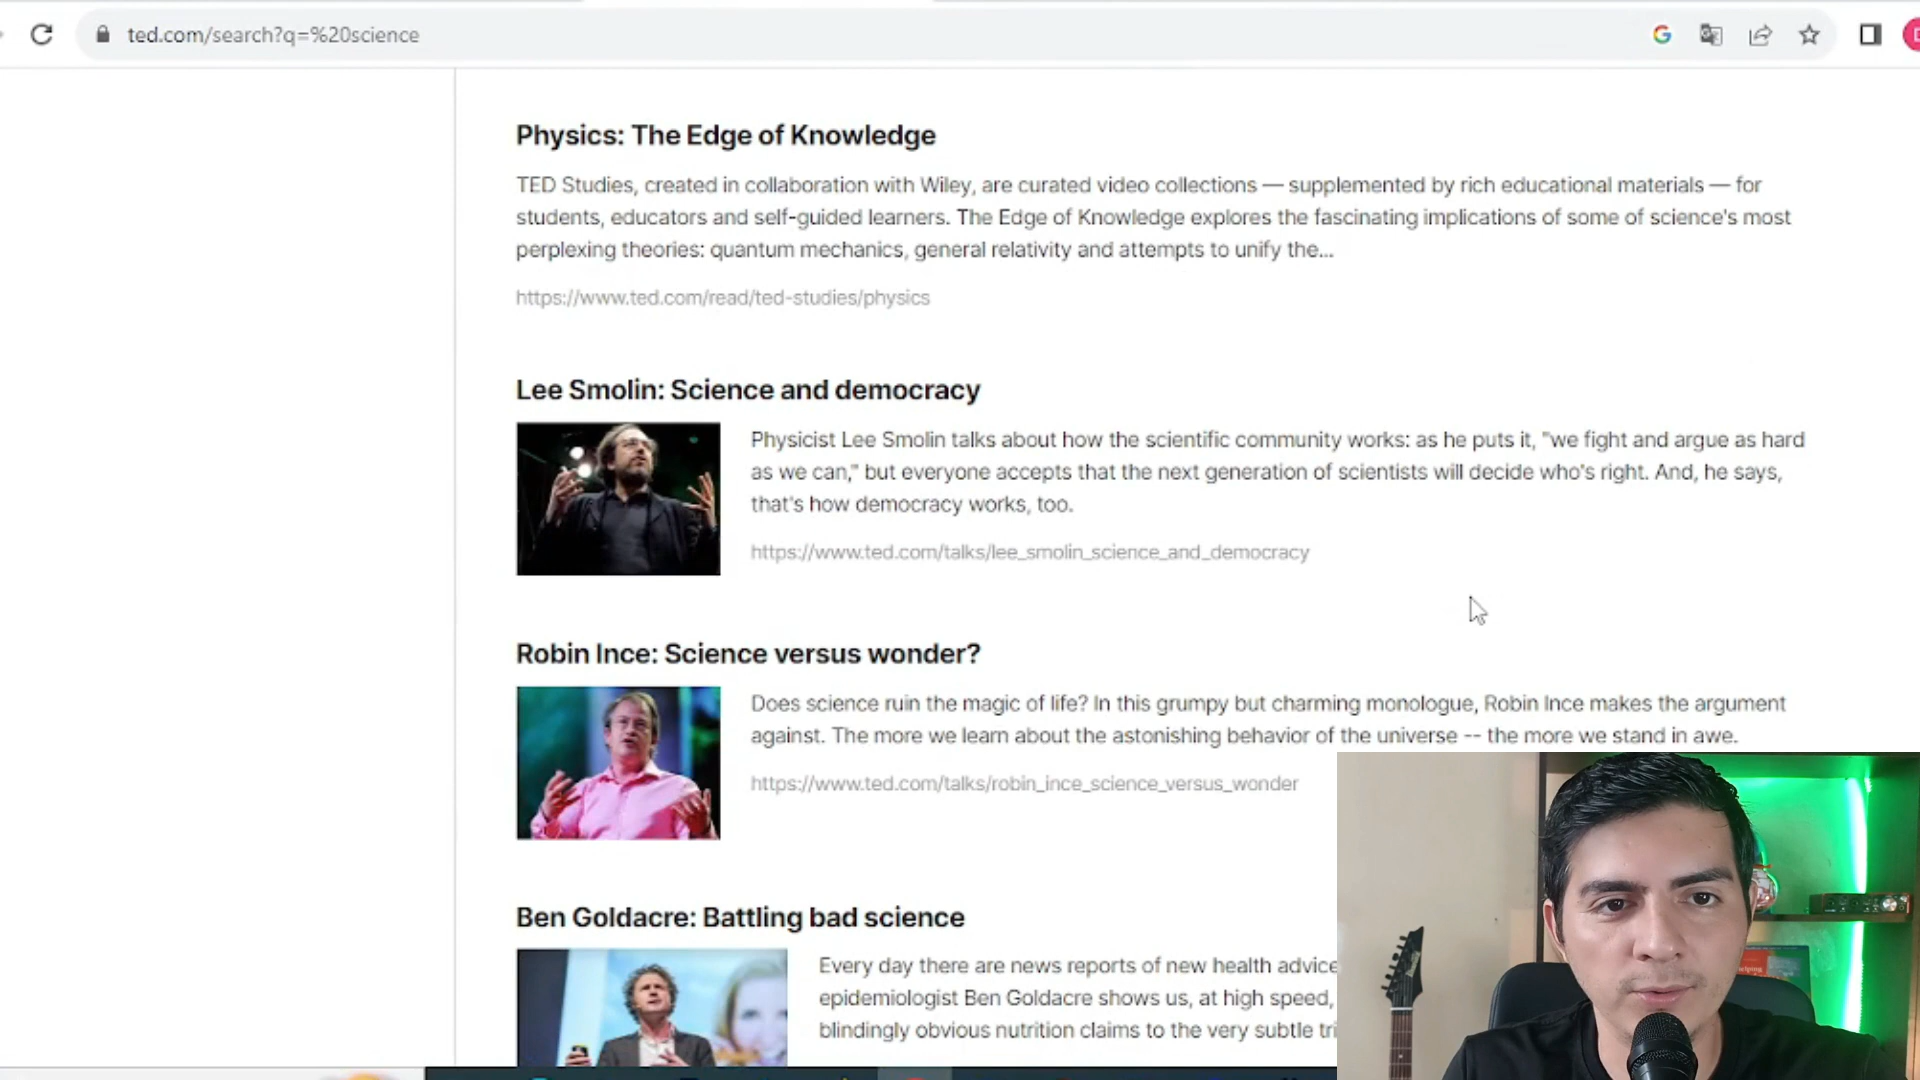 ted.com/search?q=%20science
Physics: The Edge of Knowledge
TED Studies, created in collaboration with Wiley, are curated video collections — supplemented by rich educational materials — for
students, educators and self-guided learners. The Edge of Knowledge explores the fascinating implications of some of science's most
perplexing theories: quantum mechanics, general relativity and attempts to unify the...
https://www.ted.com/read/ted-studies/physics
Lee Smolin: Science and democracy
Physicist Lee Smolin talks about how the scientific community works: as he puts it, "we fight and argue as hard
as we can," but everyone accepts that the next generation of scientists will decide who's right. And, he says,
that's how democracy works, too.
https://www.ted.com/talks/lee_smolin_science_and_democracy
Robin Ince: Science versus wonder?
Does science ruin the magic of life? In this grumpy but charming monologue, Robin Ince makes the argument
against. The more we learn about the astonishing behavior of the universe -- the more we stand in awe.
https://www.ted.com/talks/robin_ince_science_versus_wonder
Ben Goldacre: Battling bad science
Every day there are news reports of new health advice
epidemiologist Ben Goldacre shows us, at high speed,
blindingly obvious nutrition claims to the very subtle